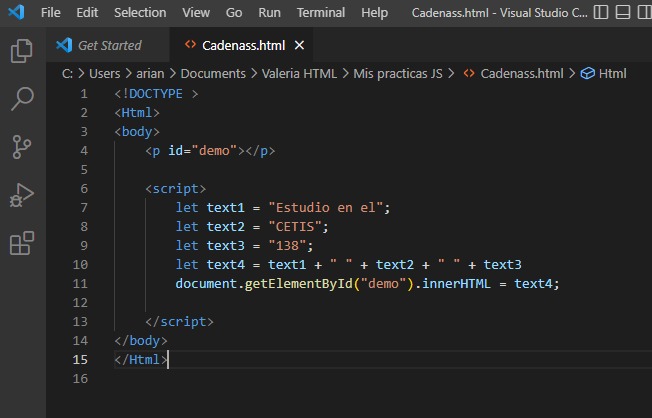 File Edit Selection View Go Run Terminal Help Cadenass.html - Visual Studio C...
Get Started Cadenass.html
C: > Users > arian > Documents > Valeria HTML > Mis practicas JS > Cadenass.html > Html
1 <!DOCTYPE >
2 <Html>
3 <body>
4 <p id="demo"></p>
5
6 <script>
7 let text1 = "Estudio en el";
8 let text2 = "CETIS";
9 let text3 = "138";
10 let text4 = text1 + " " + text2 + " " + text3
11 document.getElementById("demo").innerHTML = text4;
12
13 </script>
14 </body>
15 </Html>
16